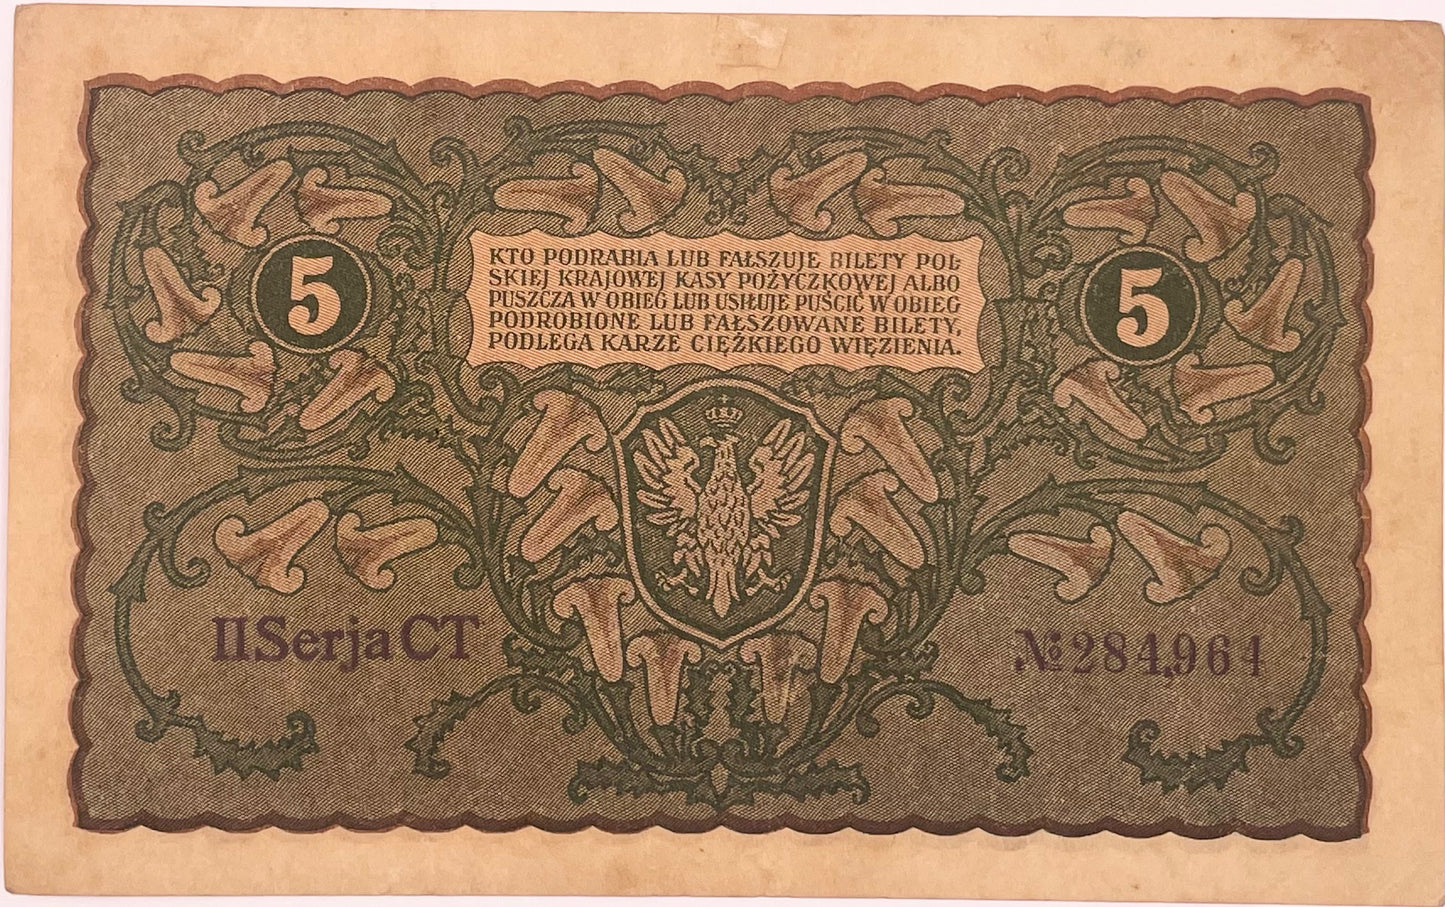 KTO PODRABIA LUB FAŁSZUJE BILETY POL-
SKIEJ KRAJOWEJ KASY POŻYCZKOWEJ ALBO
PUSZCZA W OBIEG LUB USIŁUJE PUŚCIĆ W OBIEG
PODROBIONE LUB FAŁSZOWANE BILETY,
PODLEGA KARZE CIĘŻKIEGO WIĘZIENIA.
5
5
II Serja CT
№ 284,964